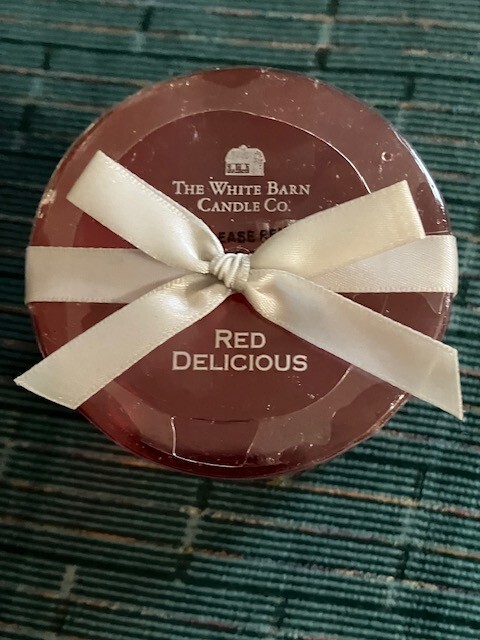 THE WHITE BARN
CANDLE CO.
RED
DELICIOUS